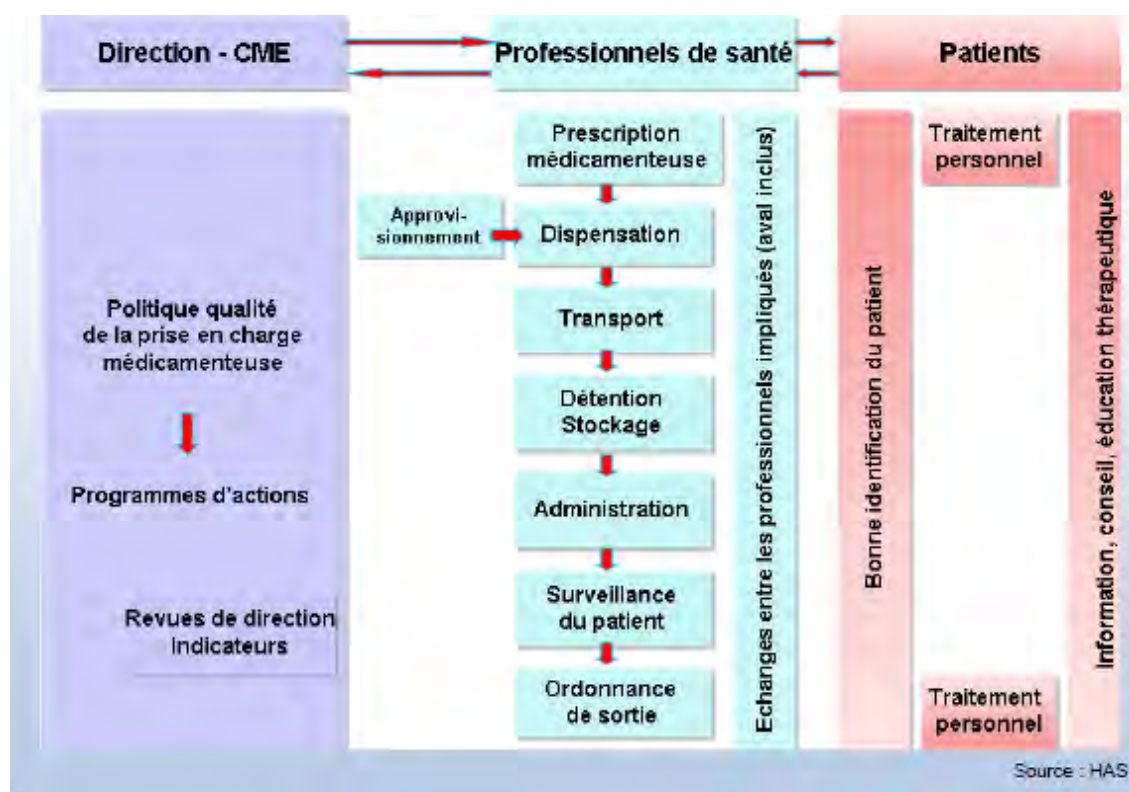 Direction - CME
Professionnels de santé
Patients
Politique qualité
de la prise en charge
médicamenteuse
Programmes d'actions
Revues de direction
Indicateurs
Approvi-
sionnement
Prescription
médicamenteuse
Dispensation
Transport
Détention
Stockage
Administration
Surveillance
du patient
Ordonnance
de sortie
Echanges entre les professionnels impliqués (aval inclus)
Bonne identification du patient
Traitement
personnel
Traitement
personnel
Information, conseil, éducation thérapeutique
Source : HAS